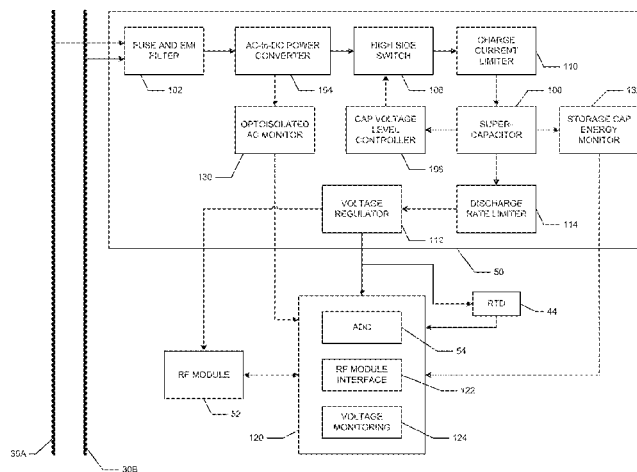 FUSE AND EMI
FILTER
102
AC-to-DC POWER
CONVERTER
104
HIGH SIDE
SWITCH
108
CHARGE
CURRENT
LIMITER
110
OPTOISOLATED
AC MONITOR
130
CAP VOLTAGE
LEVEL
CONTROLLER
SUPER-
CAPACITOR
100
STORAGE CAP
ENERGY
MONITOR
VOLTAGE
REGULATOR
112
DISCHARGE
RATE LIMITER
114
50
RTD
44
ADC
54
RF MODULE
INTERFACE
122
VOLTAGE
MONITORING
124
120
RF MODULE
52
30B